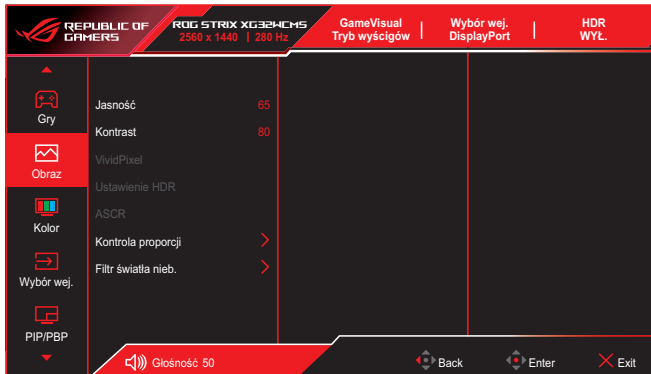 REPUBLIC OF
GAMERS
ROG STRIX XG32WCMS
2560 x 1440 | 280 Hz
GameVisual
Tryb wyścigów
Wybór wej.
DisplayPort
HDR
WYŁ.
Gry
Obraz
Kolor
Wybór wej.
PIP/PBP
Jasność 65
Kontrast 80
VividPixel
Ustawienie HDR
ASCR
Kontrola proporcji
Filtr światła nieb.
Głośność 50
Back
Enter
Exit